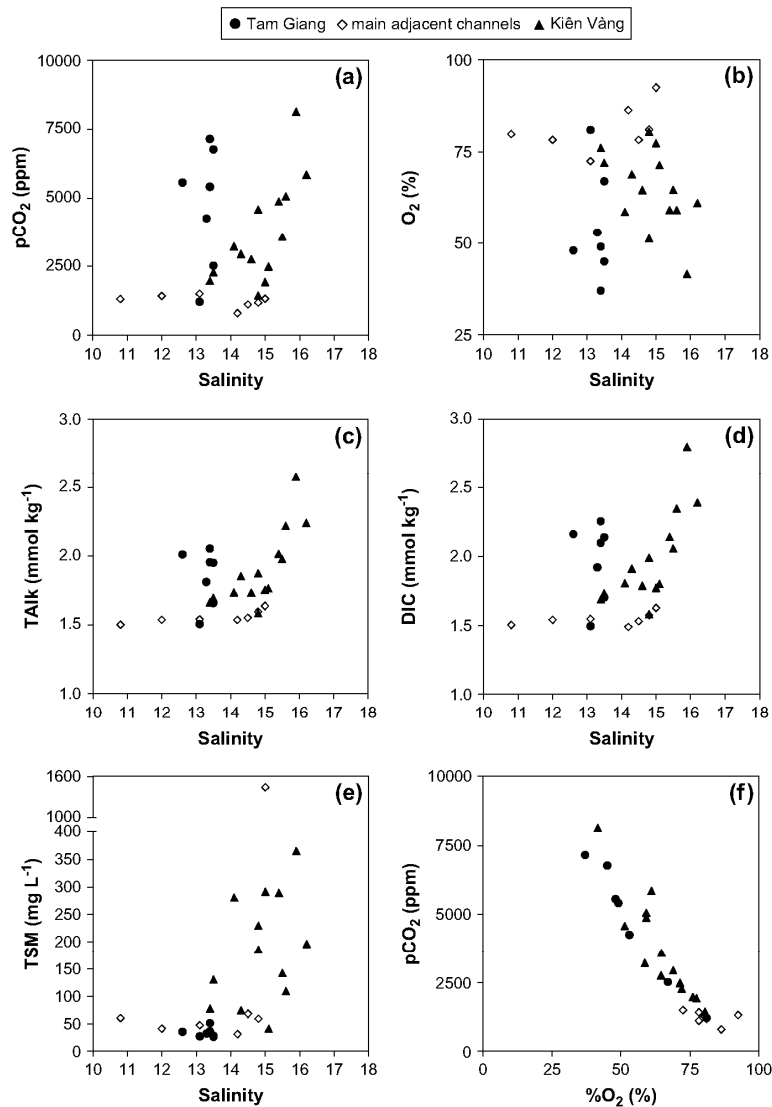 ● Tam Giang ◇ main adjacent channels ▲ Kiên Vàng
(a)
pCO₂ (ppm)
10000
7500
5000
2500
0
10 11 12 13 14 15 16 17 18
Salinity
(b)
O₂ (%)
100
75
50
25
10 11 12 13 14 15 16 17 18
Salinity
(c)
TAlk (mmol kg⁻¹)
3.0
2.5
2.0
1.5
1.0
10 11 12 13 14 15 16 17 18
Salinity
(d)
DIC (mmol kg⁻¹)
3.0
2.5
2.0
1.5
1.0
10 11 12 13 14 15 16 17 18
Salinity
(e)
TSM (mg L⁻¹)
1600
1000
400
350
300
250
200
150
100
50
0
10 11 12 13 14 15 16 17 18
Salinity
(f)
pCO₂ (ppm)
10000
7500
5000
2500
0
0 25 50 75 100
%O₂ (%)